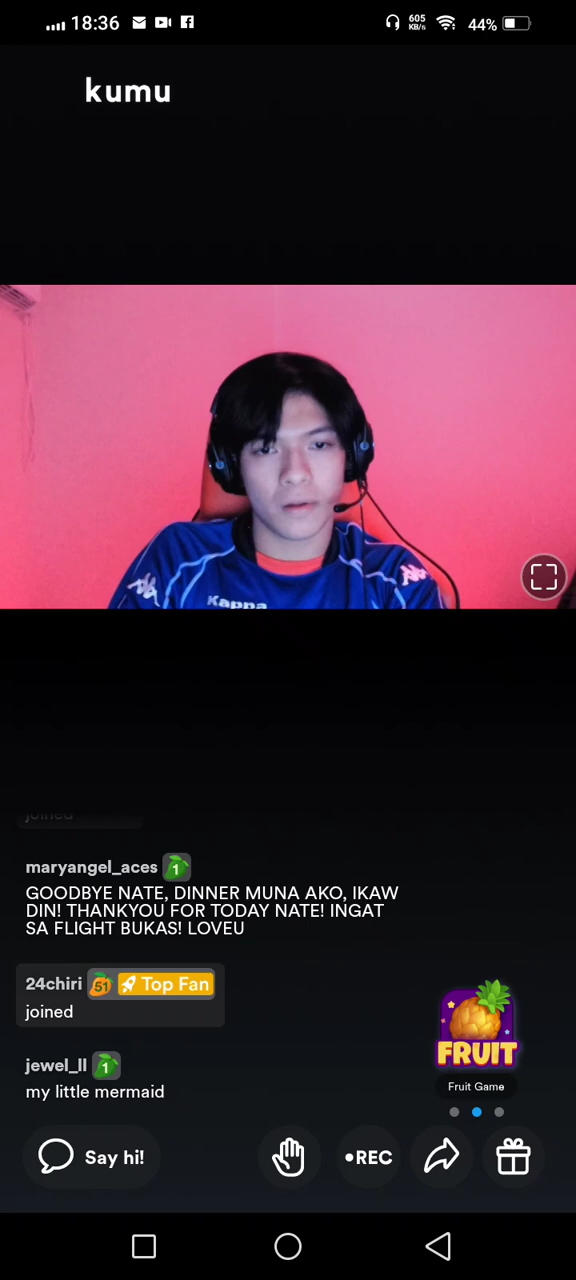 18:36
605
KB/s
44%
kumu
Kappa
joined
maryangel_aces 1
GOODBYE NATE, DINNER MUNA AKO, IKAW
DIN! THANKYOU FOR TODAY NATE! INGAT
SA FLIGHT BUKAS! LOVEU
24chiri 51 Top Fan
joined
jewel_ll 1
my little mermaid
FRUIT
Fruit Game
Say hi!
•REC